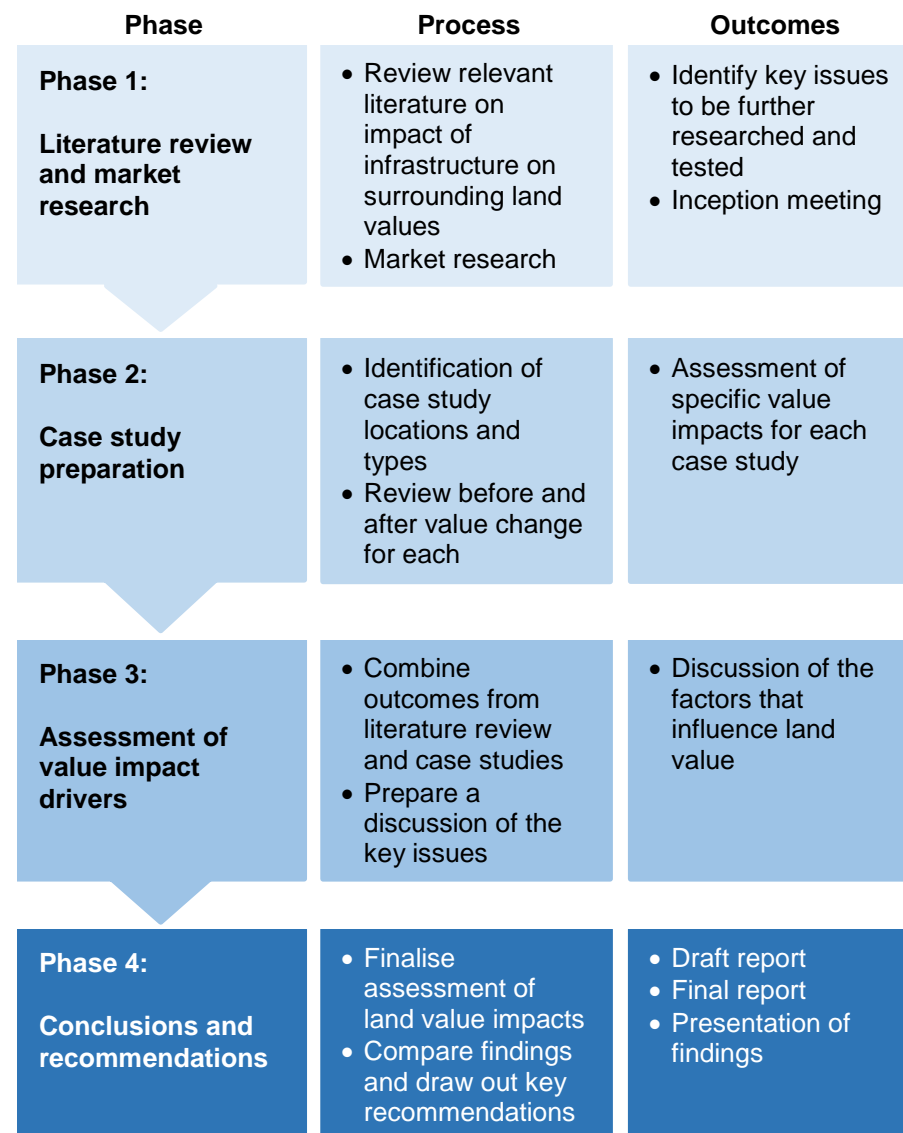 Phase Process Outcomes
Phase 1:
Literature review
and market
research
• Review relevant
literature on
impact of
infrastructure on
surrounding land
values
• Market research
• Identify key issues
to be further
researched and
tested
• Inception meeting
Phase 2:
Case study
preparation
• Identification of
case study
locations and
types
• Review before and
after value change
for each
• Assessment of
specific value
impacts for each
case study
Phase 3:
Assessment of
value impact
drivers
• Combine
outcomes from
literature review
and case studies
• Prepare a
discussion of the
key issues
• Discussion of the
factors that
influence land
value
Phase 4:
Conclusions and
recommendations
• Finalise
assessment of
land value impacts
• Compare findings
and draw out key
recommendations
• Draft report
• Final report
• Presentation of
findings